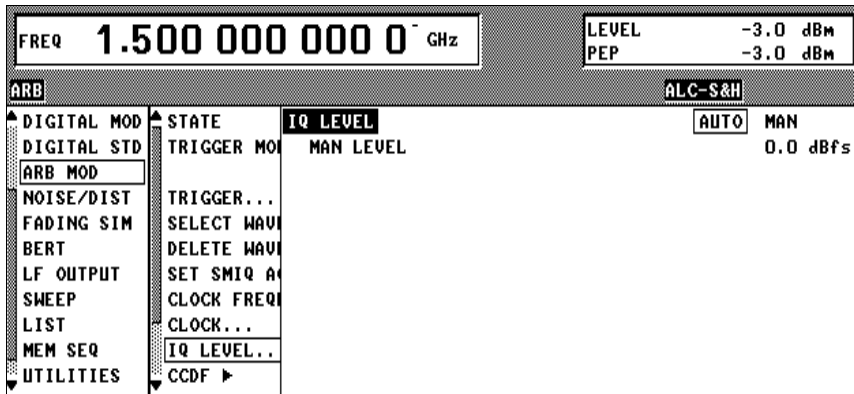 FREQ 1.500 000 000 0 GHz
LEVEL -3.0 dBm
PEP -3.0 dBm
ARB
ALC-S&H
DIGITAL MOD
DIGITAL STD
ARB MOD
NOISE/DIST
FADING SIM
BERT
LF OUTPUT
SWEEP
LIST
MEM SEQ
UTILITIES
STATE
TRIGGER MO
TRIGGER...
SELECT WAV
DELETE WAV
SET SMIQ A
CLOCK FREQ
CLOCK...
IQ LEVEL..
CCDF ▶
IQ LEVEL AUTO MAN
MAN LEVEL 0.0 dBfs